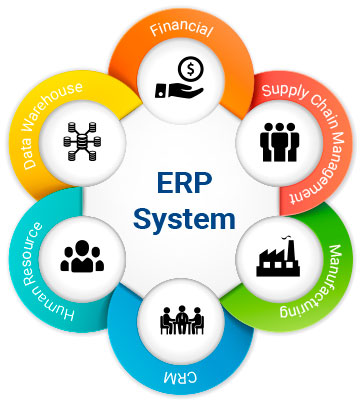 Financial
Supply Chain Management
Manufacturing
CRM
Human Resource
Data Warehouse
ERP
System
$